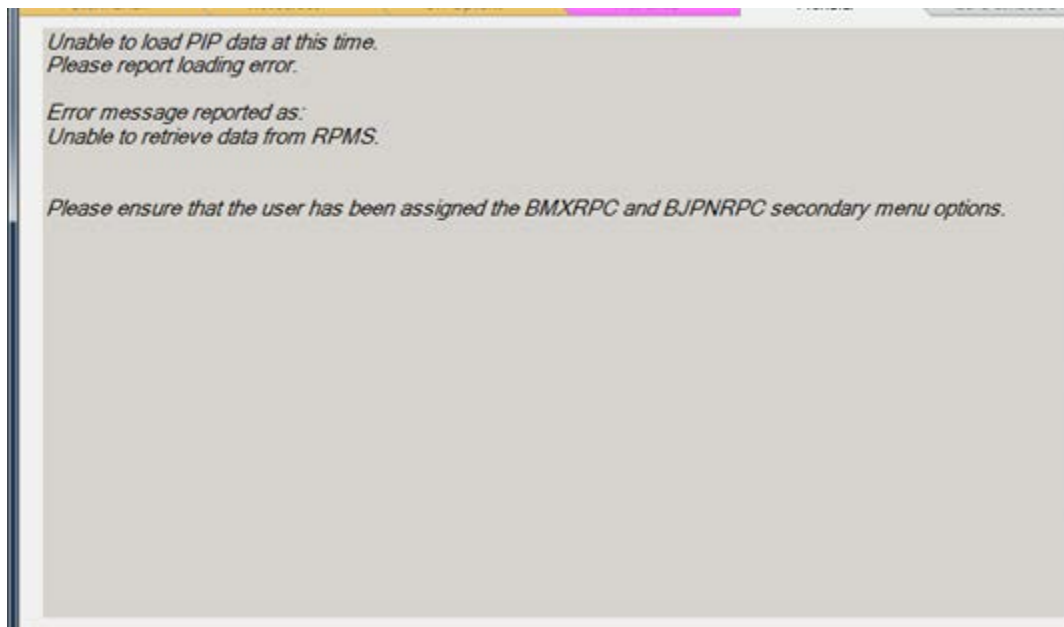 Unable to load PIP data at this time.
Please report loading error.
Error message reported as:
Unable to retrieve data from RPMS.
Please ensure that the user has been assigned the BMXRPC and BJPNRPC secondary menu options.